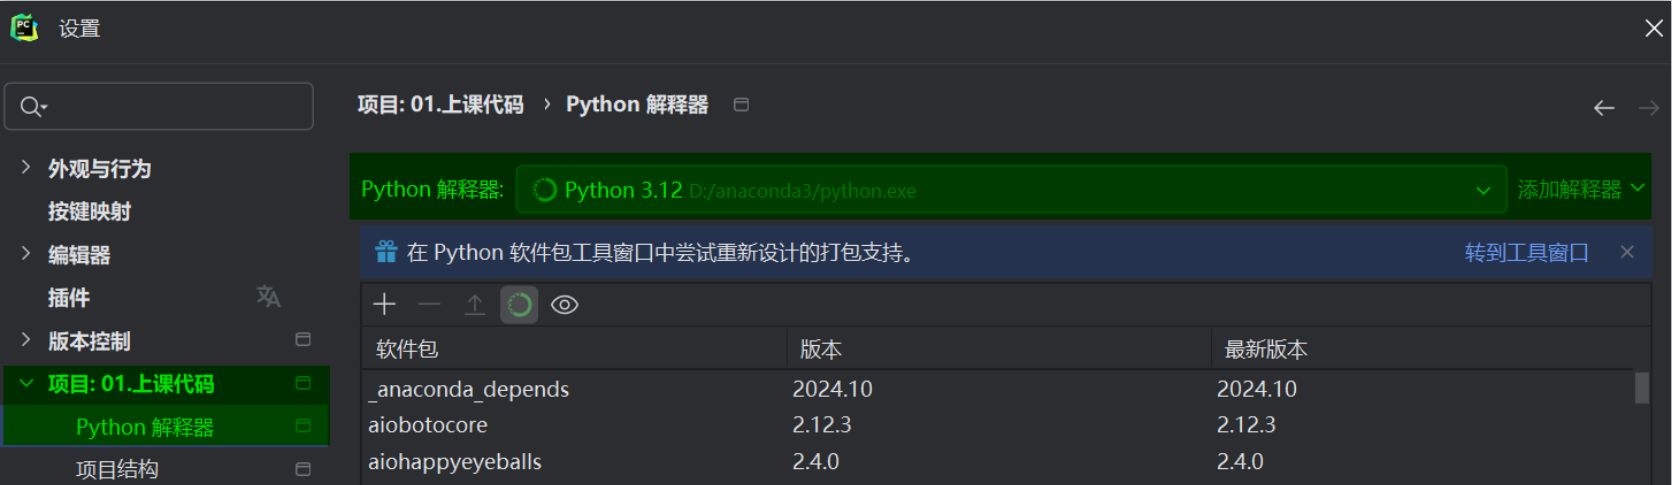 PC 设置
项目: 01.上课代码 › Python 解释器
外观与行为
按键映射
编辑器
插件
版本控制
项目: 01.上课代码
Python 解释器
项目结构
Python 解释器: Python 3.12 D:/anaconda3/python.exe 添加解释器
在 Python 软件包工具窗口中尝试重新设计的打包支持。 转到工具窗口
软件包 版本 最新版本
_anaconda_depends 2024.10 2024.10
aiobotocore 2.12.3 2.12.3
aiohappyeyeballs 2.4.0 2.4.0